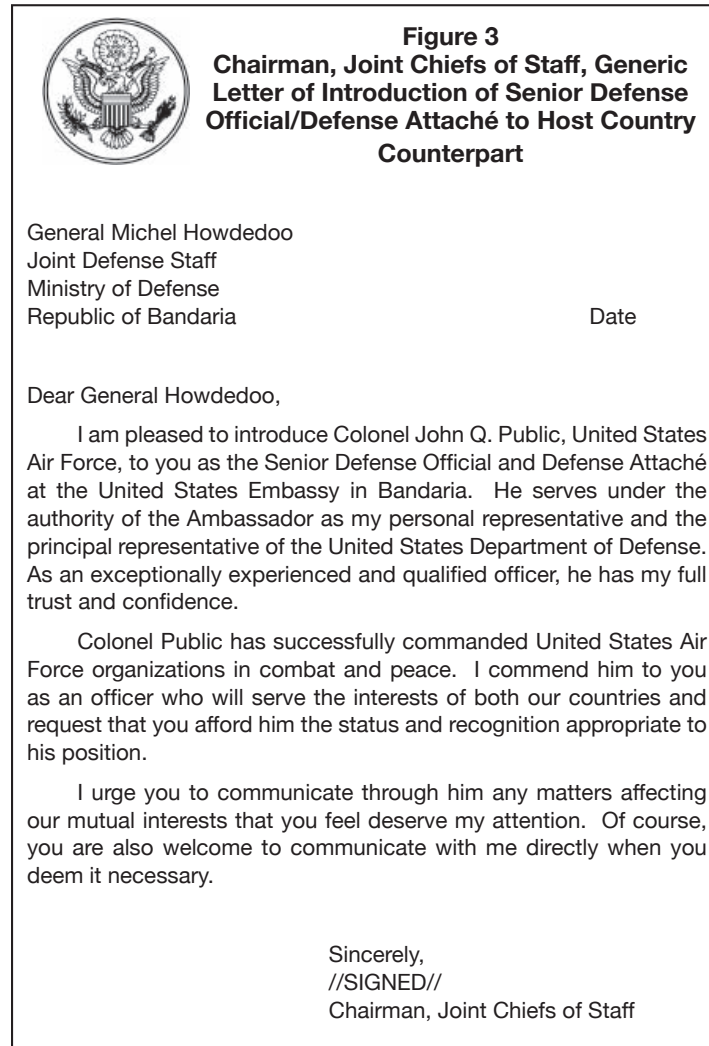 Figure 3
Chairman, Joint Chiefs of Staff, Generic
Letter of Introduction of Senior Defense
Official/Defense Attaché to Host Country
Counterpart
General Michel Howdedoo
Joint Defense Staff
Ministry of Defense
Republic of Bandaria Date
Dear General Howdedoo,
I am pleased to introduce Colonel John Q. Public, United States
Air Force, to you as the Senior Defense Official and Defense Attaché
at the United States Embassy in Bandaria. He serves under the
authority of the Ambassador as my personal representative and the
principal representative of the United States Department of Defense.
As an exceptionally experienced and qualified officer, he has my full
trust and confidence.
Colonel Public has successfully commanded United States Air
Force organizations in combat and peace. I commend him to you
as an officer who will serve the interests of both our countries and
request that you afford him the status and recognition appropriate to
his position.
I urge you to communicate through him any matters affecting
our mutual interests that you feel deserve my attention. Of course,
you are also welcome to communicate with me directly when you
deem it necessary.
Sincerely,
//SIGNED//
Chairman, Joint Chiefs of Staff